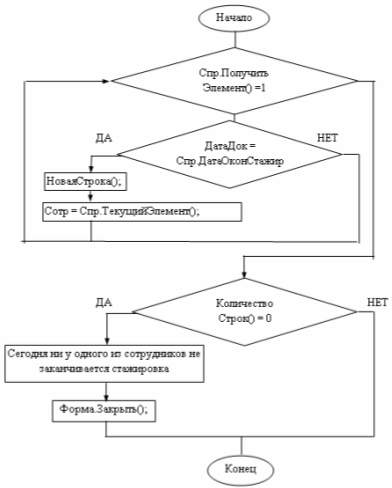 Начало
Спр.Получить
Элемент() =1
ДА
НЕТ
ДатаДок =
Спр.ДатаОконСтажир
НоваяСтрока();
Сотр = Спр.ТекущийЭлемент();
ДА
НЕТ
Количество
Строк() = 0
Сегодня ни у одного из сотрудников не
заканчивается стажировка
Форма.Закрыть();
Конец